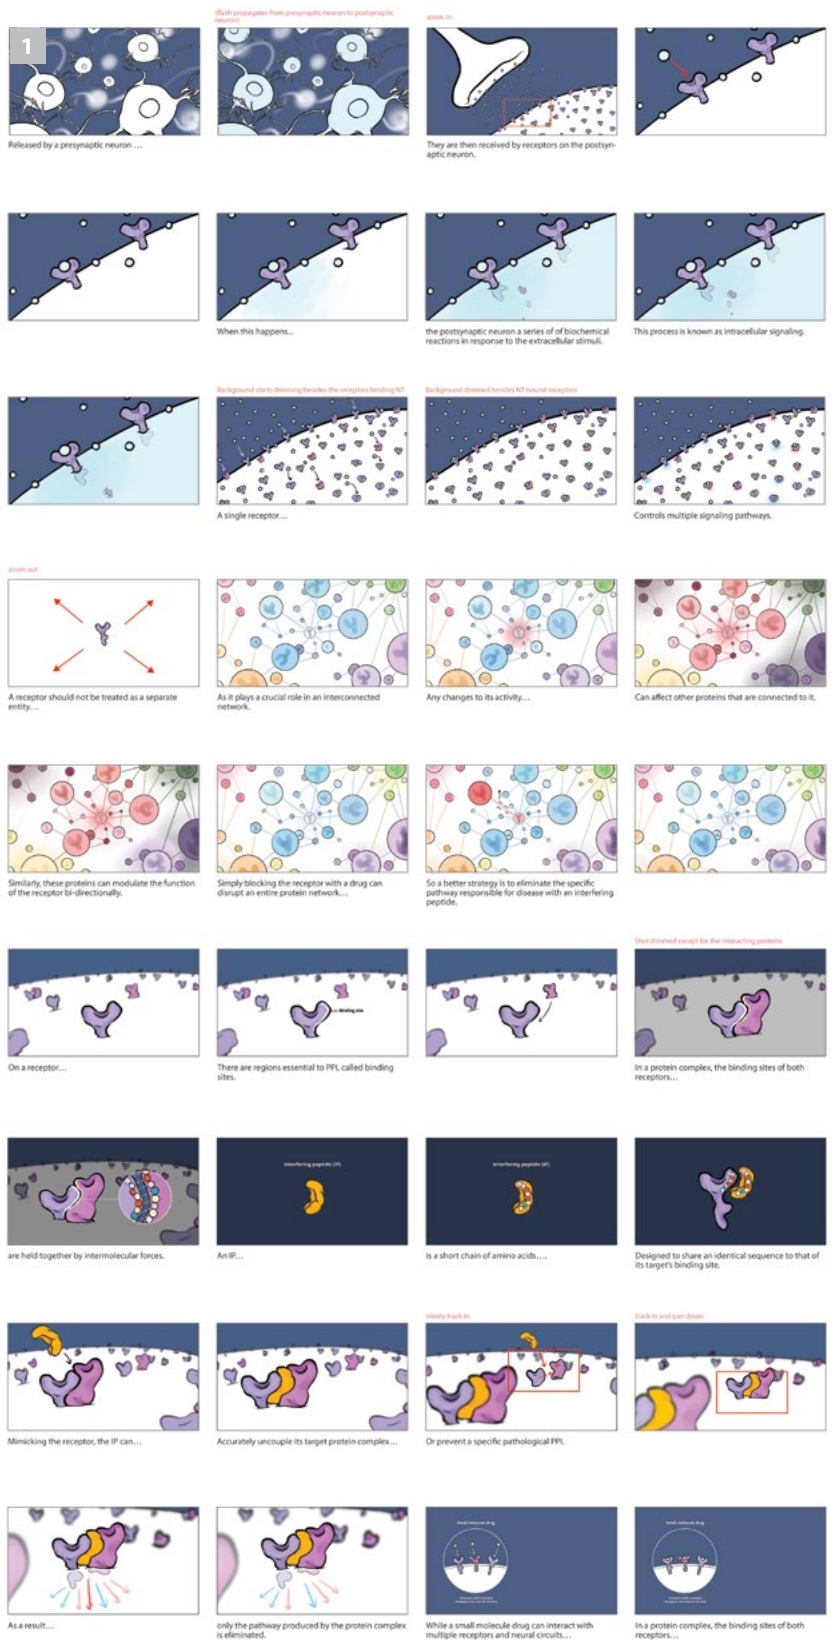 1
(flash propagates from presynaptic neuron to postsynaptic
neuron)
zoom in
Released by a presynaptic neuron …
They are then received by receptors on the postsyn-
aptic neuron.
When this happens...
the postsynaptic neuron a series of of biochemical
reactions in response to the extracellular stimuli.
This process is known as intracellular signaling.
Background starts dimming besides the receptors binding NT
Background dimmed besides NT bound receptors
A single receptor…
Controls multiple signaling pathways.
zoom out
A receptor should not be treated as a separate
entity…
As it plays a crucial role in an interconnected
network.
Any changes to its activity…
Can affect other proteins that are connected to it.
Similarly, these proteins can modulate the function
of the receptor bi-directionally.
Simply blocking the receptor with a drug can
disrupt an entire protein network…
So a better strategy is to eliminate the specific
pathway responsible for disease with an interfering
peptide.
Shot dimmed except for the interacting proteins
Binding site
On a receptor…
There are regions essential to PPI, called binding
sites.
In a protein complex, the binding sites of both
receptors…
Interfering peptide (IP)
Interfering peptide (IP)
are held together by intermolecular forces.
An IP…
is a short chain of amino acids….
Designed to share an identical sequence to that of
its target's binding site.
slowly track in
track in and pan down
Mimicking the receptor, the IP can…
Accurately uncouple its target protein complex…
Or prevent a specific pathological PPI.
Small molecule drug
Small molecule drug
As a result…
only the pathway produced by the protein complex
is eliminated.
While a small molecule drug can interact with
multiple receptors and neural circuits…
In a protein complex, the binding sites of both
receptors…